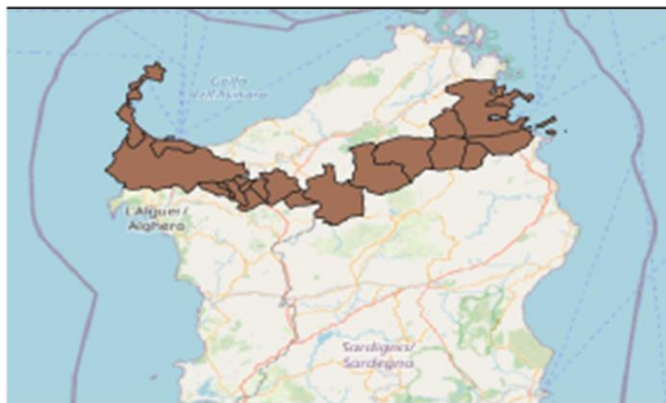 Golfo
dell'Asinara
L'Alguer/
Alghero
Sardigna/
Sardegna